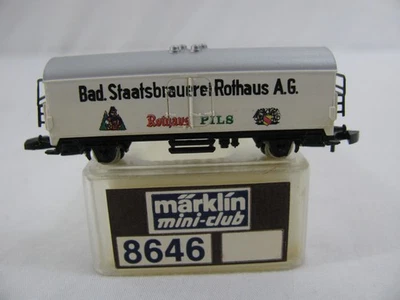 Bad. Staatsbrauerei Rothaus A.G.
Rothaus PILS
märklin
mini-club
8646